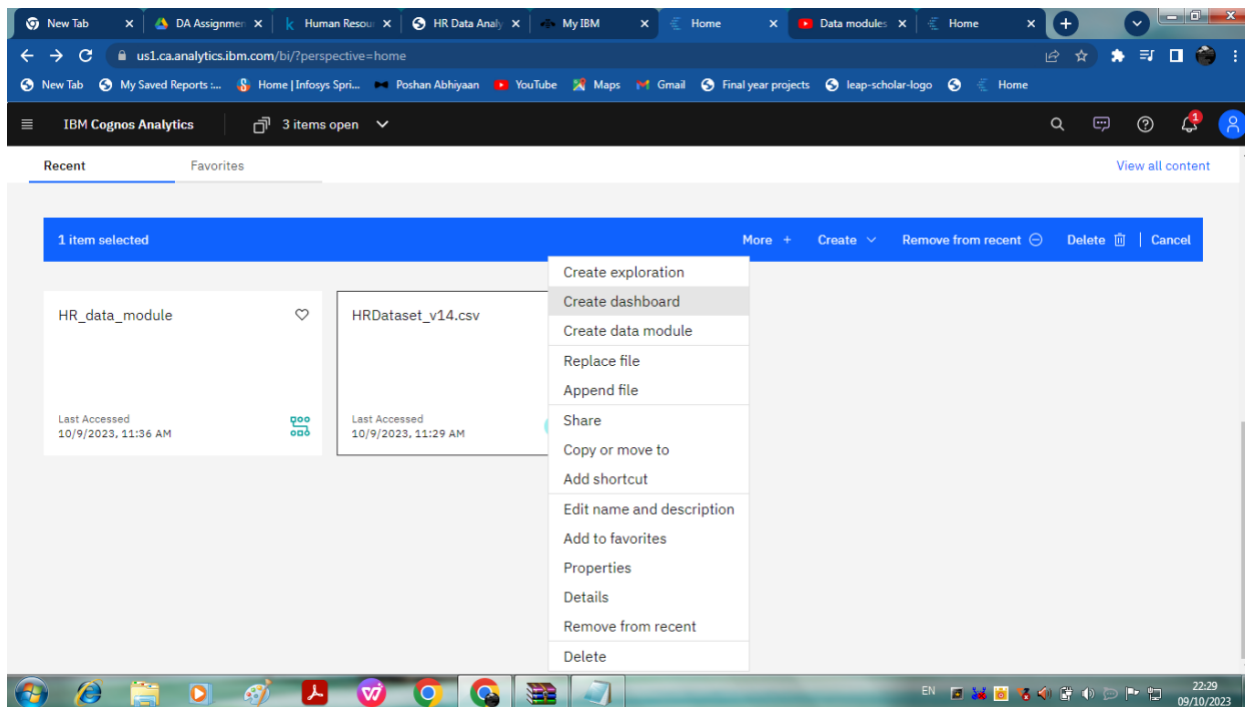 New Tab
DA Assignmen
Human Resour
HR Data Analy
My IBM
Home
Data modules
Home
us1.ca.analytics.ibm.com/bi/?perspective=home
New Tab
My Saved Reports :...
Home | Infosys Spri...
Poshan Abhiyaan
YouTube
Maps
Gmail
Final year projects
leap-scholar-logo
Home
IBM Cognos Analytics
3 items open
1
Recent
Favorites
View all content
1 item selected
More +
Create
Remove from recent
Delete
Cancel
HR_data_module
Last Accessed
10/9/2023, 11:36 AM
HRDataset_v14.csv
Last Accessed
10/9/2023, 11:29 AM
Create exploration
Create dashboard
Create data module
Replace file
Append file
Share
Copy or move to
Add shortcut
Edit name and description
Add to favorites
Properties
Details
Remove from recent
Delete
EN
22:29
09/10/2023